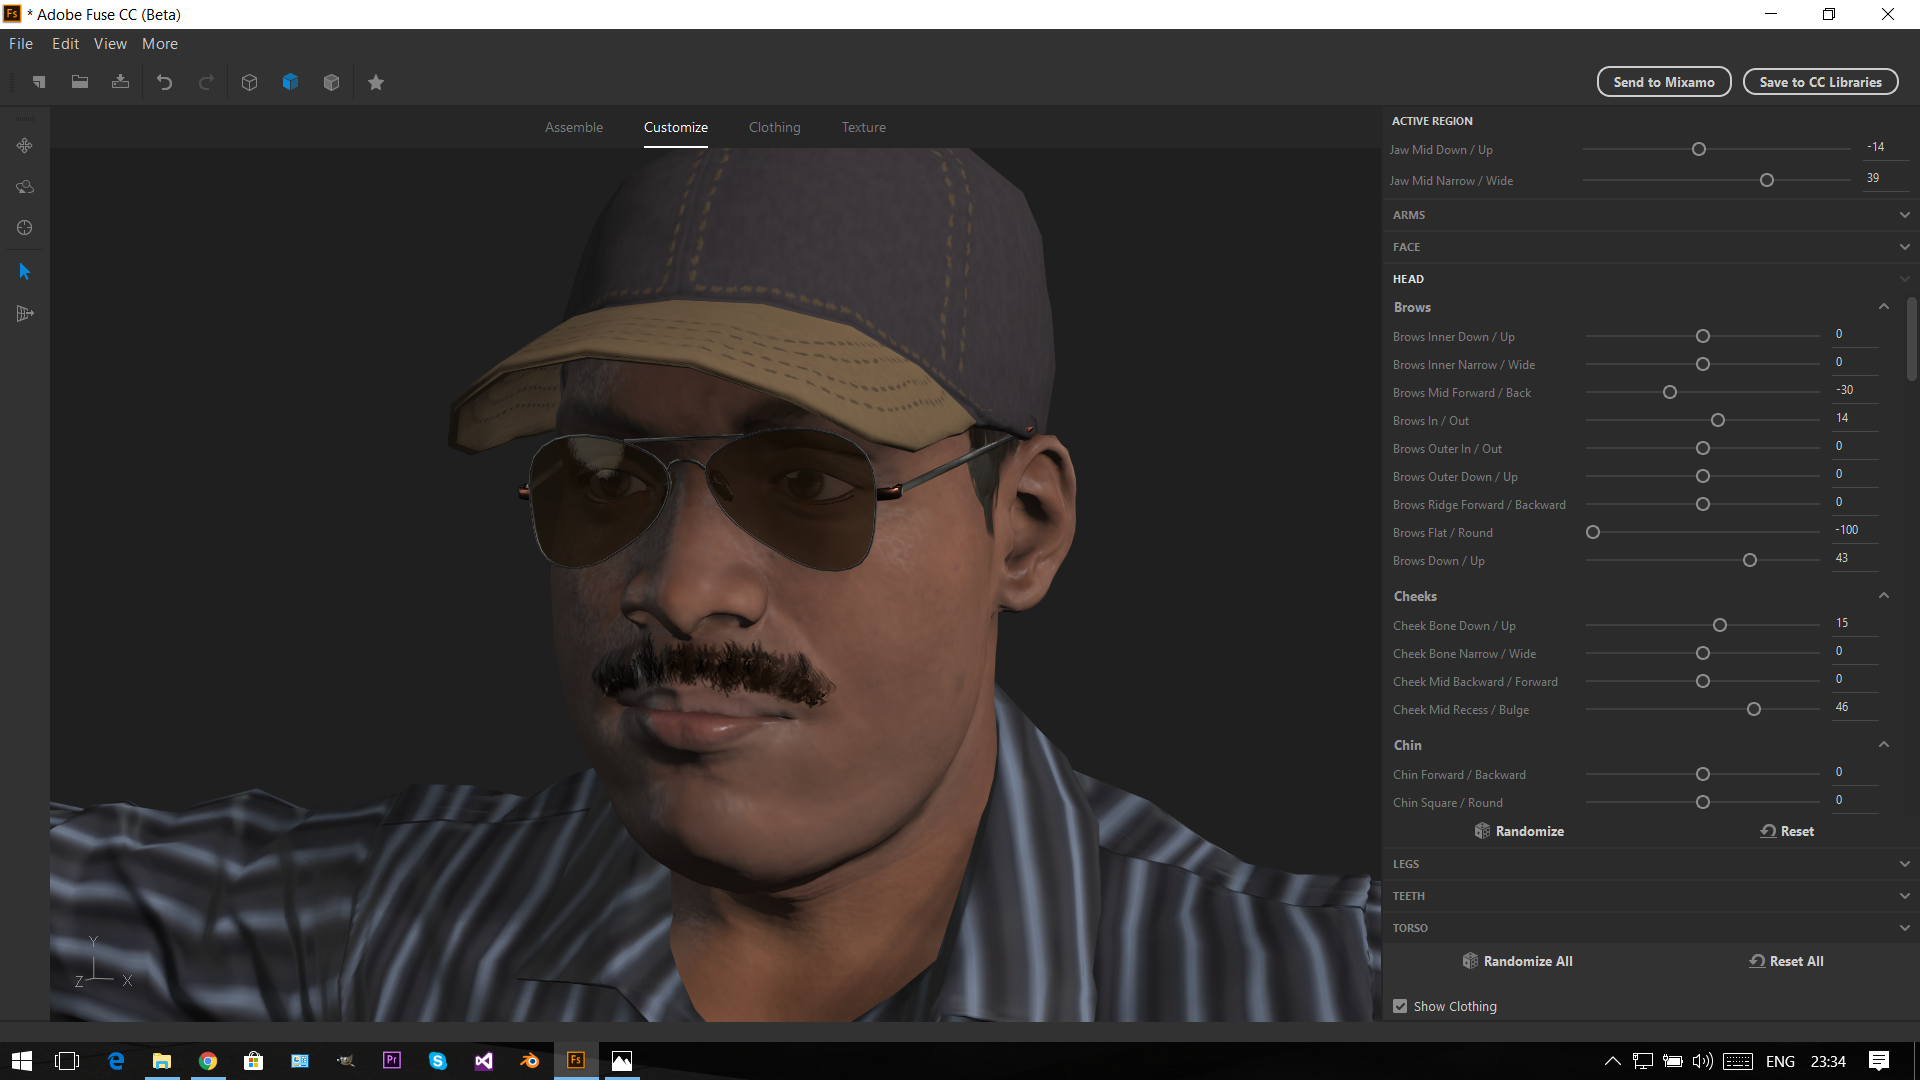 Fs * Adobe Fuse CC (Beta)
File Edit View More
Send to Mixamo Save to CC Libraries
Assemble Customize Clothing Texture
ACTIVE REGION
Jaw Mid Down / Up -14
Jaw Mid Narrow / Wide 39
ARMS
FACE
HEAD
Brows
Brows Inner Down / Up 0
Brows Inner Narrow / Wide 0
Brows Mid Forward / Back -30
Brows In / Out 14
Brows Outer In / Out 0
Brows Outer Down / Up 0
Brows Ridge Forward / Backward 0
Brows Flat / Round -100
Brows Down / Up 43
Cheeks
Cheek Bone Down / Up 15
Cheek Bone Narrow / Wide 0
Cheek Mid Backward / Forward 0
Cheek Mid Recess / Bulge 46
Chin
Chin Forward / Backward 0
Chin Square / Round 0
Randomize Reset
LEGS
TEETH
TORSO
Randomize All Reset All
Show Clothing
Y
Z X
Pr Fs ENG 23:34